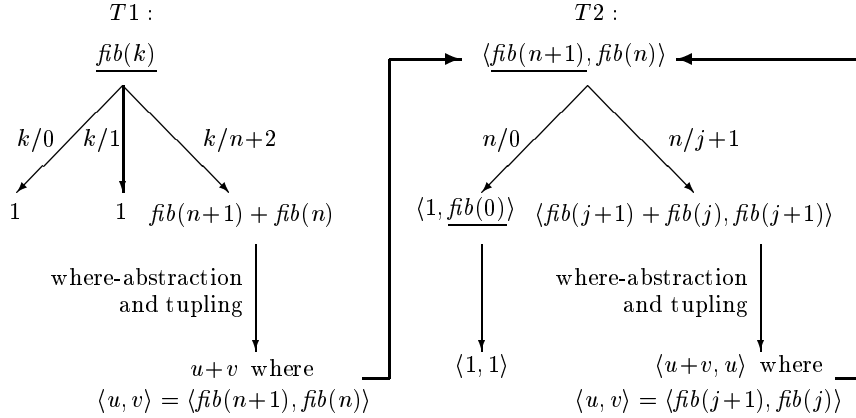 T1 : T2 :
fib(k) ⟨fib(n+1), fib(n)⟩
k/0 k/1 k/n+2 n/0 n/j+1
1 1 fib(n+1) + fib(n) ⟨1, fib(0)⟩ ⟨fib(j+1) + fib(j), fib(j+1)⟩
where-abstraction where-abstraction
and tupling and tupling
u+v where ⟨1, 1⟩ ⟨u+v, u⟩ where
⟨u, v⟩ = ⟨fib(n+1), fib(n)⟩ ⟨u, v⟩ = ⟨fib(j+1), fib(j)⟩